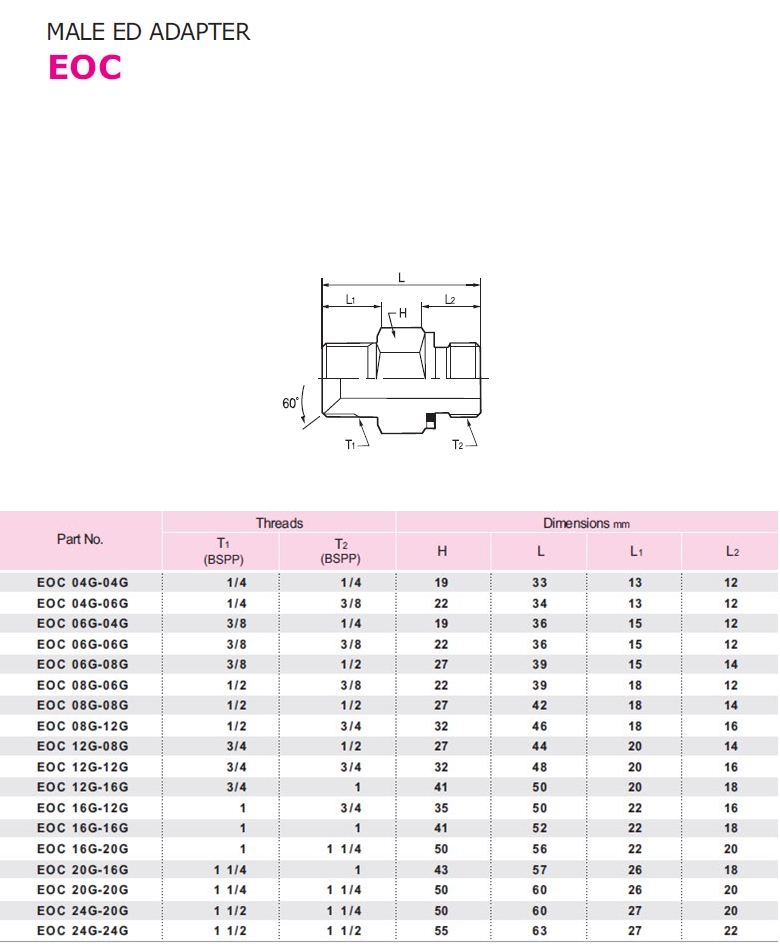 MALE ED ADAPTER
EOC
L
L1 L2
H
60°
T1 T2
Part No. Threads Dimensions mm
T1 (BSPP) T2 (BSPP) H L L1 L2
EOC 04G-04G 1/4 1/4 19 33 13 12
EOC 04G-06G 1/4 3/8 22 34 13 12
EOC 06G-04G 3/8 1/4 19 36 15 12
EOC 06G-06G 3/8 3/8 22 36 15 12
EOC 06G-08G 3/8 1/2 27 39 15 14
EOC 08G-06G 1/2 3/8 22 39 18 12
EOC 08G-08G 1/2 1/2 27 42 18 14
EOC 08G-12G 1/2 3/4 32 46 18 16
EOC 12G-08G 3/4 1/2 27 44 20 14
EOC 12G-12G 3/4 3/4 32 48 20 16
EOC 12G-16G 3/4 1 41 50 20 18
EOC 16G-12G 1 3/4 35 50 22 16
EOC 16G-16G 1 1 41 52 22 18
EOC 16G-20G 1 1 1/4 50 56 22 20
EOC 20G-16G 1 1/4 1 43 57 26 18
EOC 20G-20G 1 1/4 1 1/4 50 60 26 20
EOC 24G-20G 1 1/2 1 1/4 50 60 27 20
EOC 24G-24G 1 1/2 1 1/2 55 63 27 22